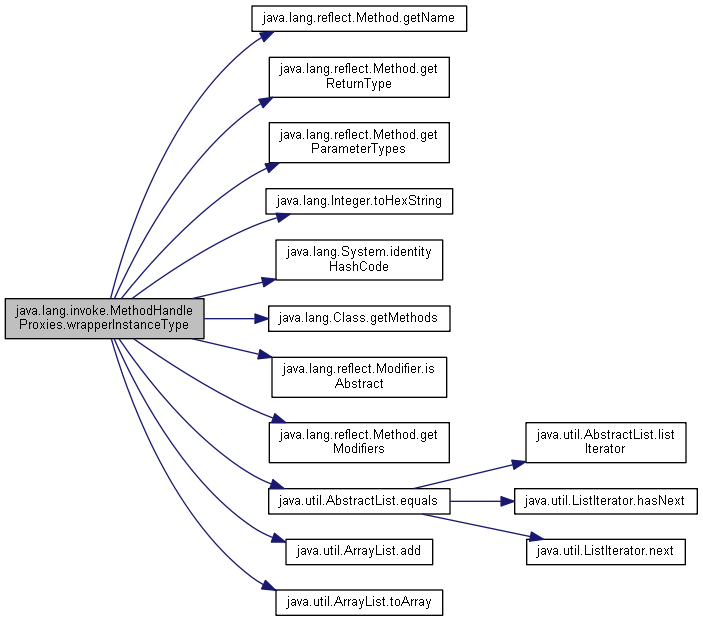 java.lang.reflect.Method.getName
java.lang.reflect.Method.get
ReturnType
java.lang.reflect.Method.get
ParameterTypes
java.lang.Integer.toHexString
java.lang.System.identity
HashCode
java.lang.invoke.MethodHandle
Proxies.wrapperInstanceType
java.lang.Class.getMethods
java.lang.reflect.Modifier.is
Abstract
java.lang.reflect.Method.get
Modifiers
java.util.AbstractList.equals
java.util.AbstractList.list
Iterator
java.util.ListIterator.hasNext
java.util.ListIterator.next
java.util.ArrayList.add
java.util.ArrayList.toArray